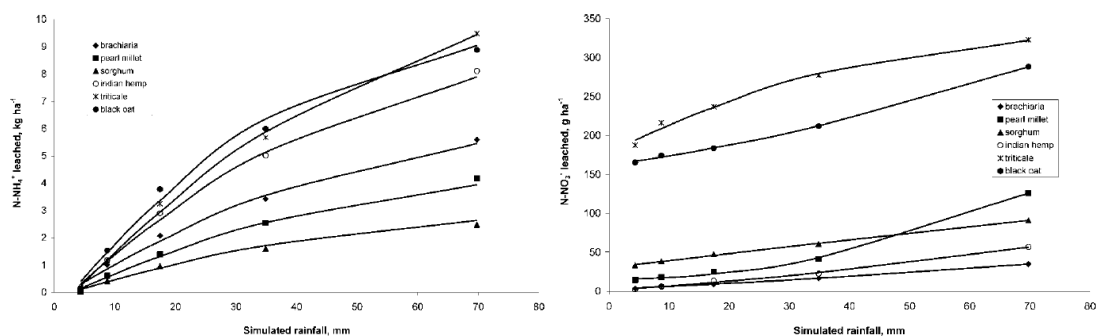 10
9
8
7
6
5
4
3
2
1
0
N-NH₄⁺ leached, kg ha⁻¹
brachiaria
pearl millet
sorghum
indian hemp
triticale
black oat
0 10 20 30 40 50 60 70 80
Simulated rainfall, mm
350
300
250
200
150
100
50
0
N-NO₃⁻ leached, g ha⁻¹
brachiaria
pearl millet
sorghum
indian hemp
triticale
black oat
0 10 20 30 40 50 60 70 80
Simulated rainfall, mm